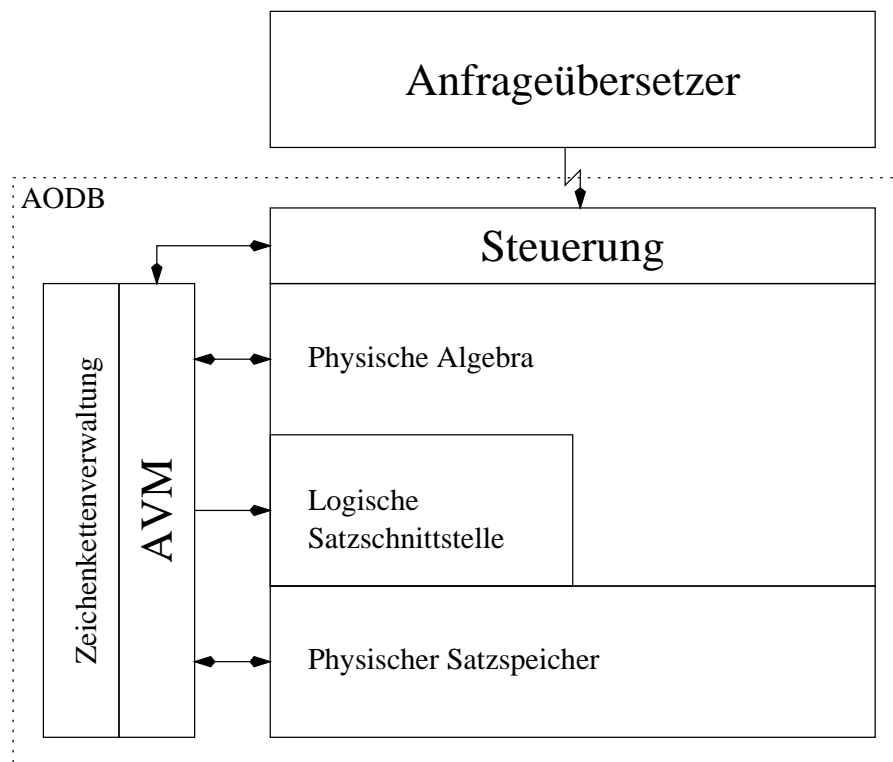 Anfrageübersetzer
AODB
Steuerung
Zeichenkettenverwaltung
AVM
Physische Algebra
Logische
Satzschnittstelle
Physischer Satzspeicher